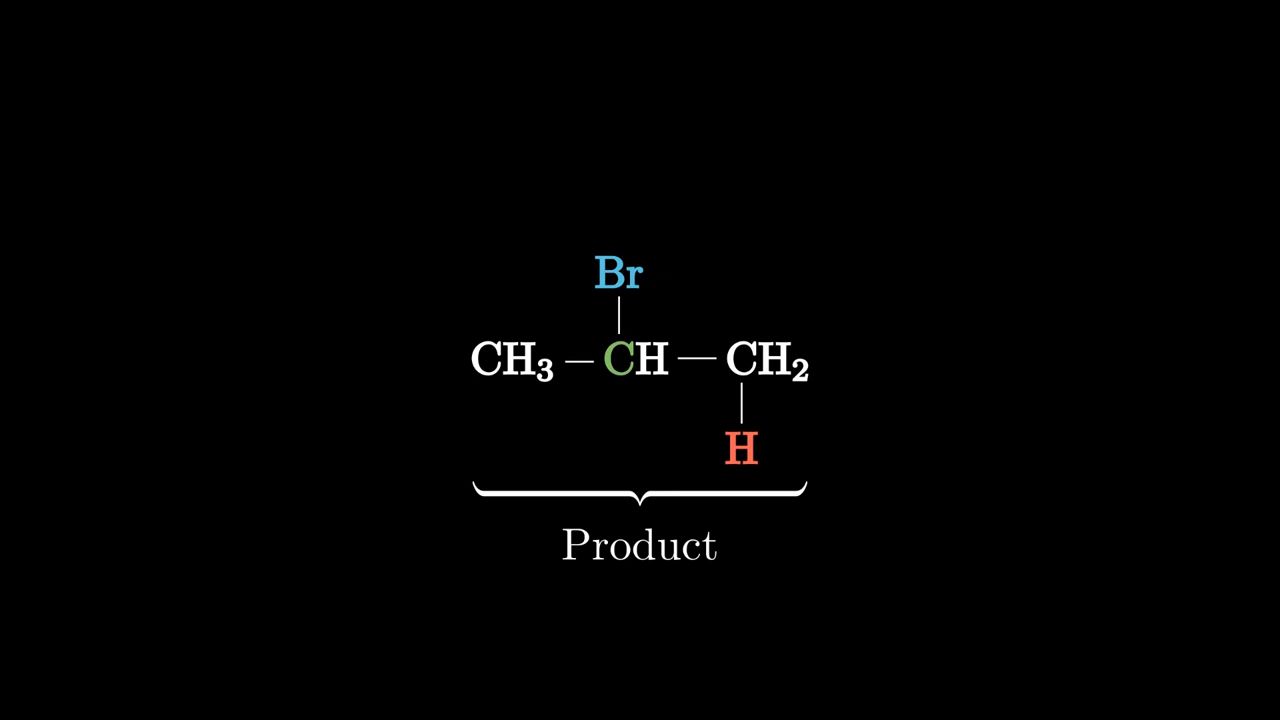 Br
CH₃ — CH — CH₂
H
Product